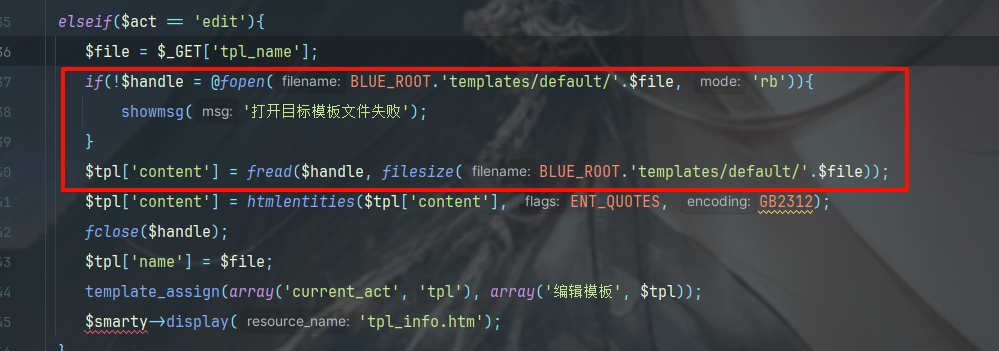 35 elseif($act == 'edit'){
36 $file = $_GET['tpl_name'];
37 if(!$handle = @fopen( filename: BLUE_ROOT.'templates/default/'.$file, mode: 'rb')){
38 showmsg( msg: '打开目标模板文件失败');
39 }
40 $tpl['content'] = fread($handle, filesize( filename: BLUE_ROOT.'templates/default/'.$file));
41 $tpl['content'] = htmlentities($tpl['content'], flags: ENT_QUOTES, encoding: GB2312);
42 fclose($handle);
43 $tpl['name'] = $file;
44 template_assign(array('current_act', 'tpl'), array('编辑模板', $tpl));
45 $smarty->display( resource_name: 'tpl_info.htm');
}